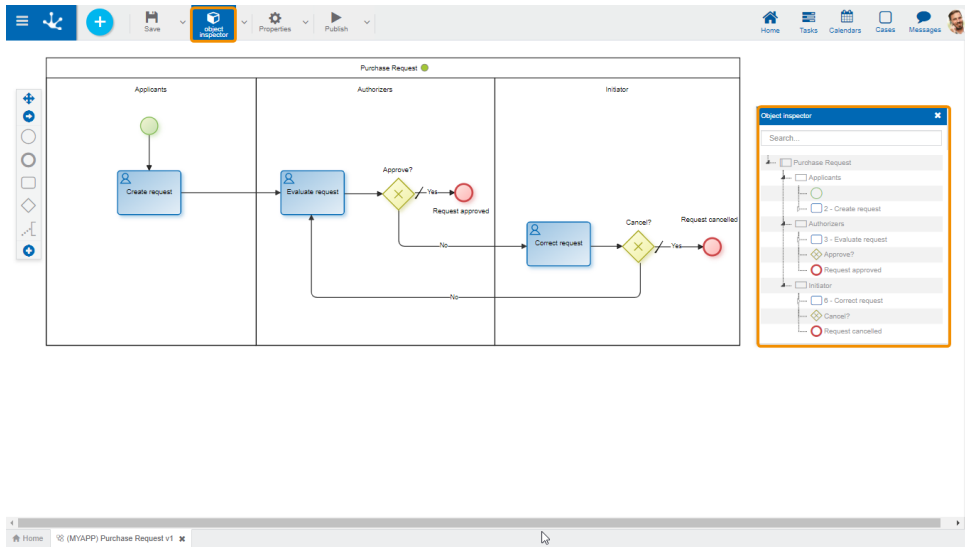 Save
object
inspector
Properties
Publish
Home
Tasks
Calendars
Cases
Messages
Purchase Request
Applicants
Authorizers
Initiator
Create request
Evaluate request
Approve?
Yes
Request approved
No
Correct request
Cancel?
Yes
Request cancelled
No
Object inspector
Search...
Purchase Request
Applicants
2 - Create request
Authorizers
3 - Evaluate request
Approve?
Request approved
Initiator
6 - Correct request
Cancel?
Request cancelled
Home
(MYAPP) Purchase Request v1